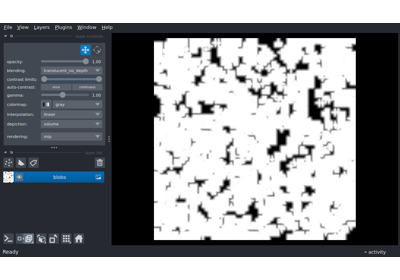 File View Layers Plugins Window Help
opacity: 1.00
blending: translucent_no_depth
contrast limits:
auto-contrast: once continuous
gamma: 1.00
colormap: gray
interpolation: linear
depiction: volume
rendering: mip
blobs
Ready
activity